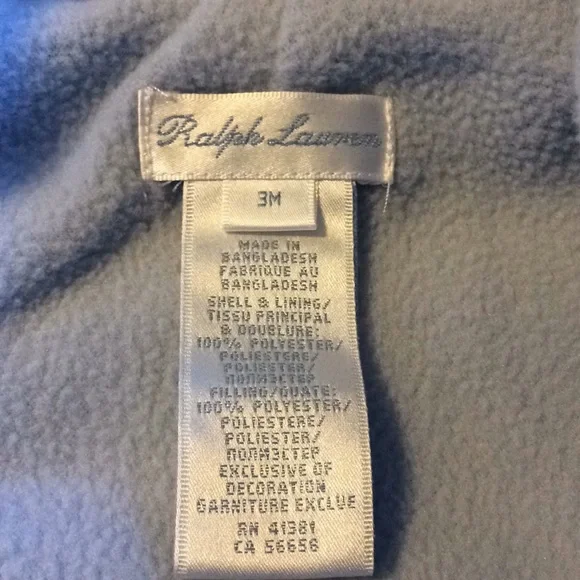 Ralph Lauren
3M
MADE IN
BANGLADESH
FABRIQUE AU
BANGLADESH
SHELL & LINING/
TISSU PRINCIPAL
& DOUBLURE:
100% POLYESTER/
POLIESTERE/
POLIESTER/
ПОЛИЭСТЕР
FILLING/OUATE:
100% POLYESTER/
POLIESTERE/
POLIESTER/
ПОЛИЭСТЕР
EXCLUSIVE OF
DECORATION
GARNITURE EXCLUE
RN 41381
CA 56656